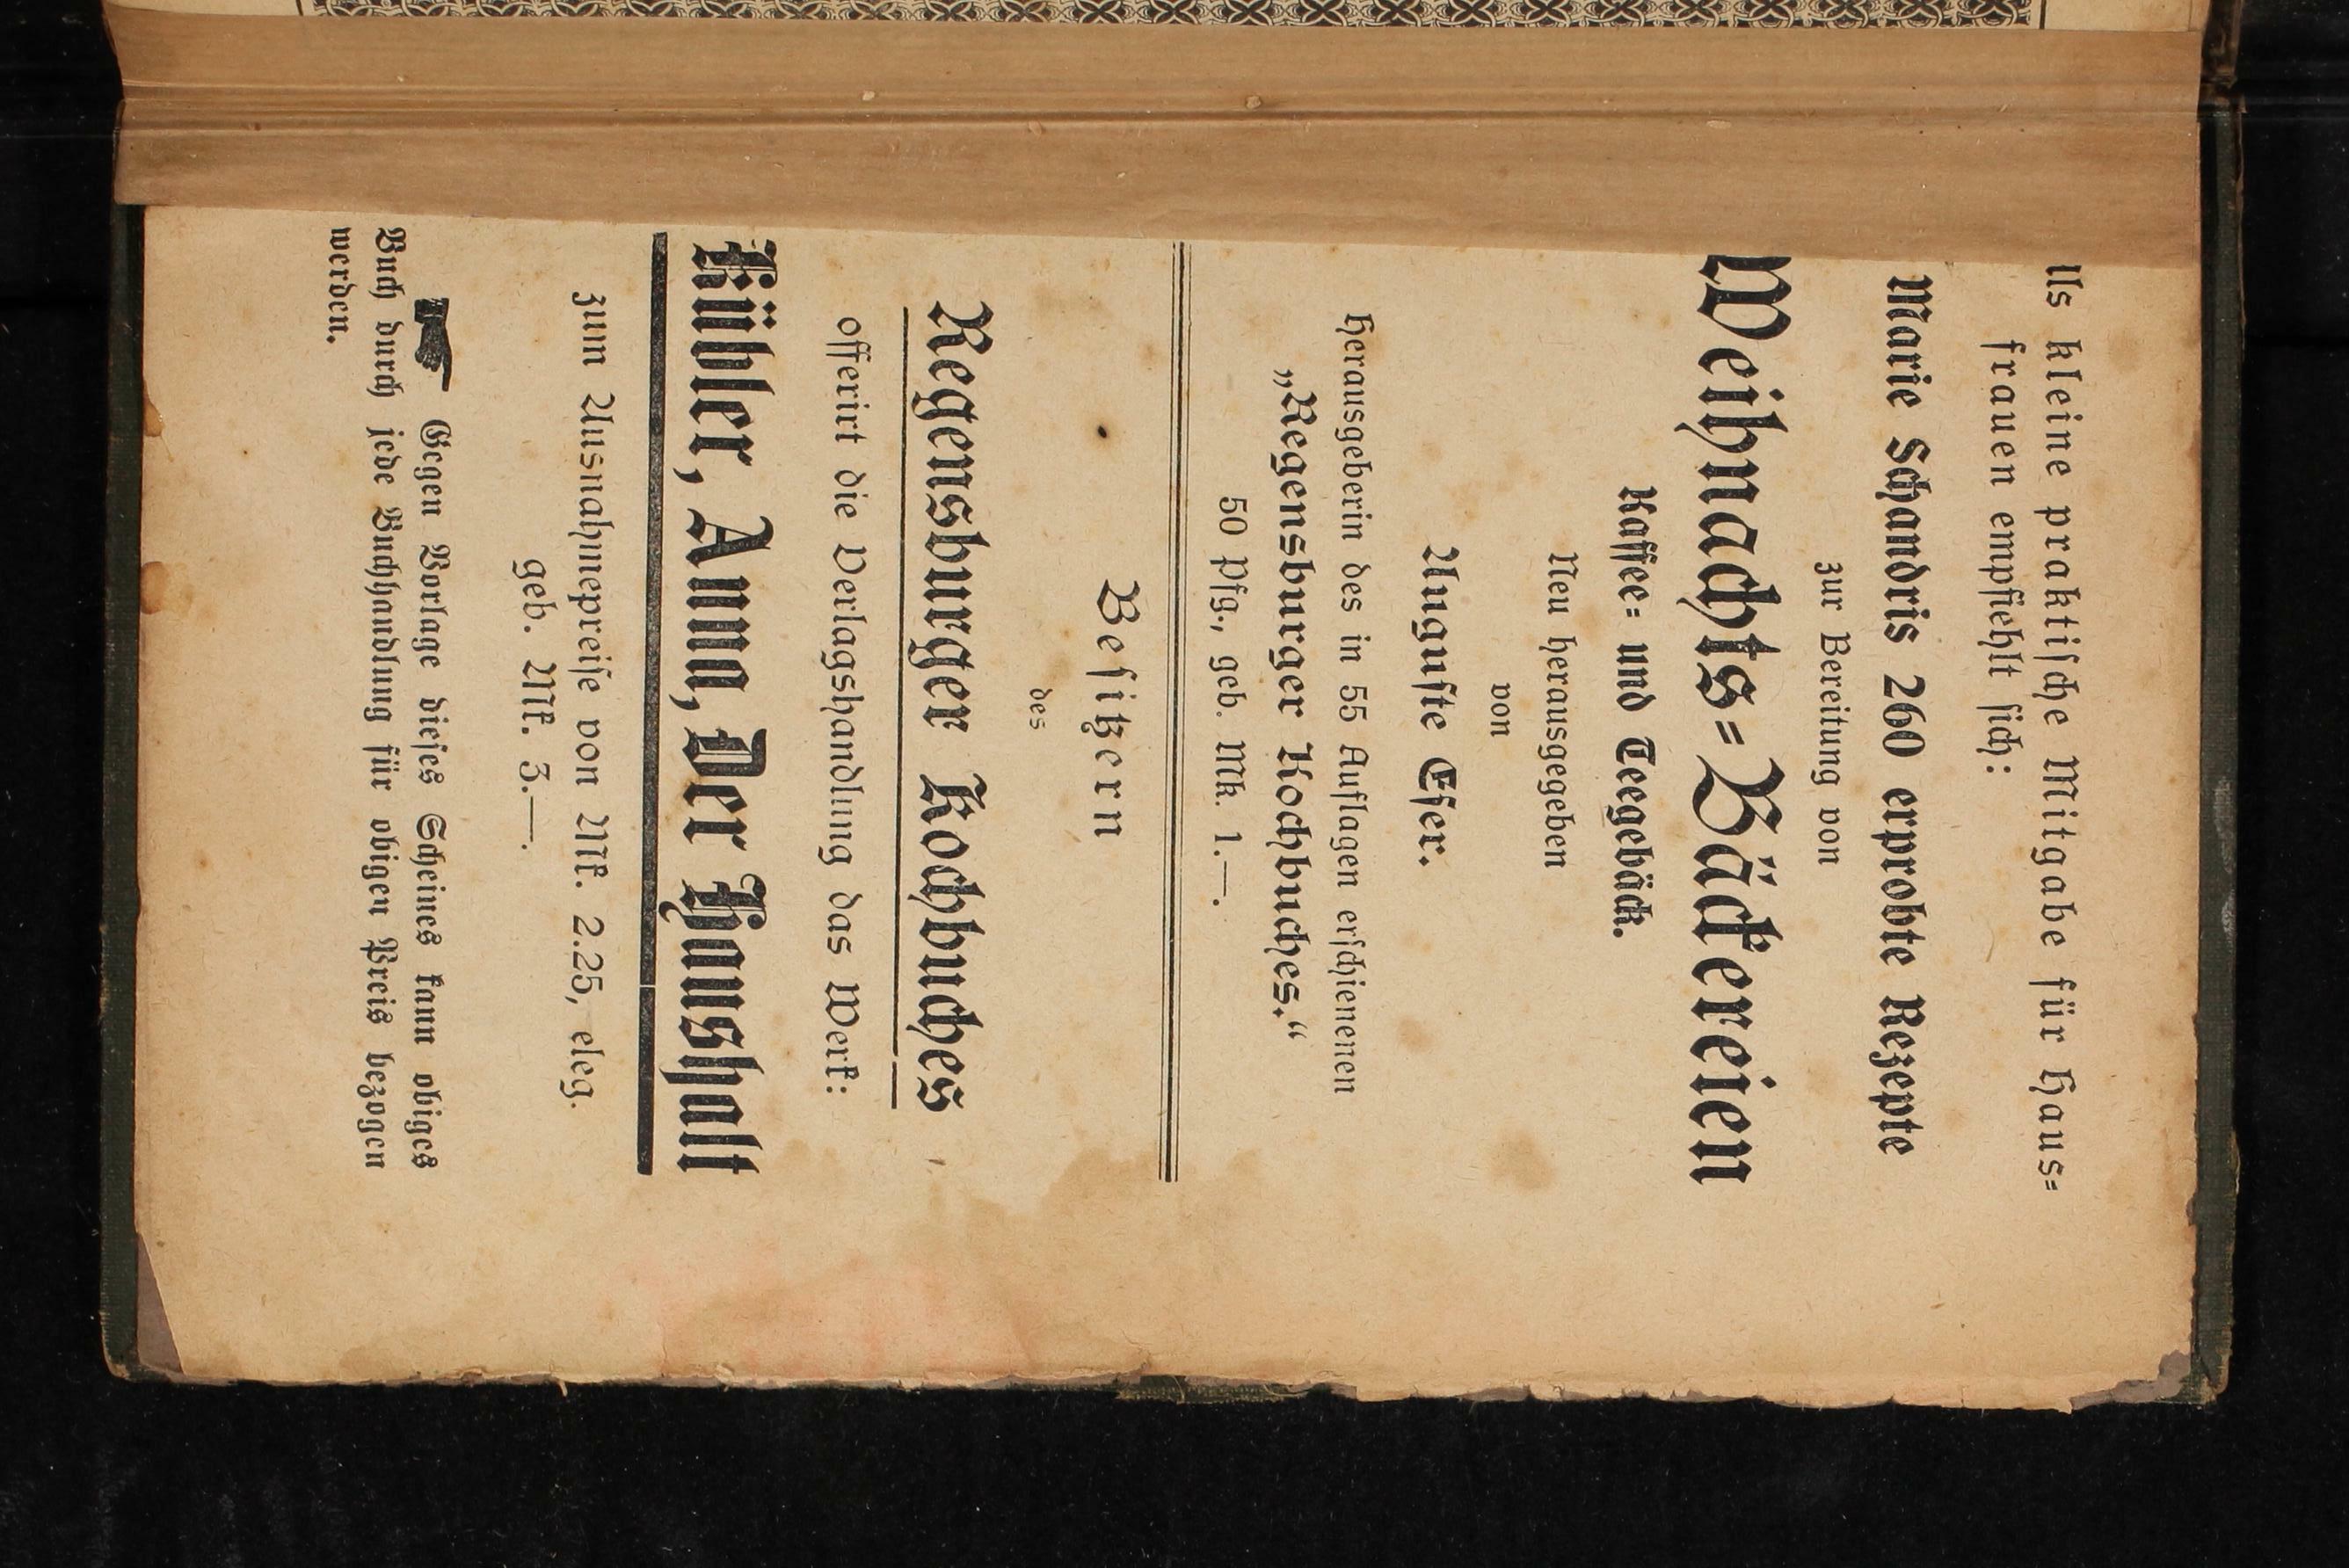 ls kleine praktiſche Mitgabe für Haus=
frauen empfiehlt ſich:
Marie Schandris 260 erprobte Rezepte
zur Bereitung von
Weihnachts=Bäckereien
Kaffee= und Teegebäck.
Neu herausgegeben
von
Auguſte Eſer.
Herausgeberin des in 55 Auflagen erſchienenen
„Regensburger Kochbuches.“
50 Pfg., geb. Mk. 1.—.
Beſitzern
des
Regensburger Kochbuches
offerirt die Verlagshandlung das Werk:
Kübler, Anna, Der Haushalt
zum Ausnahmepreiſe von Mk. 2.25, eleg.
geb. Mk. 3.—.
☛ Gegen Vorlage dieſes Scheines kann obiges
Buch durch jede Buchhandlung für obigen Preis bezogen
werden.